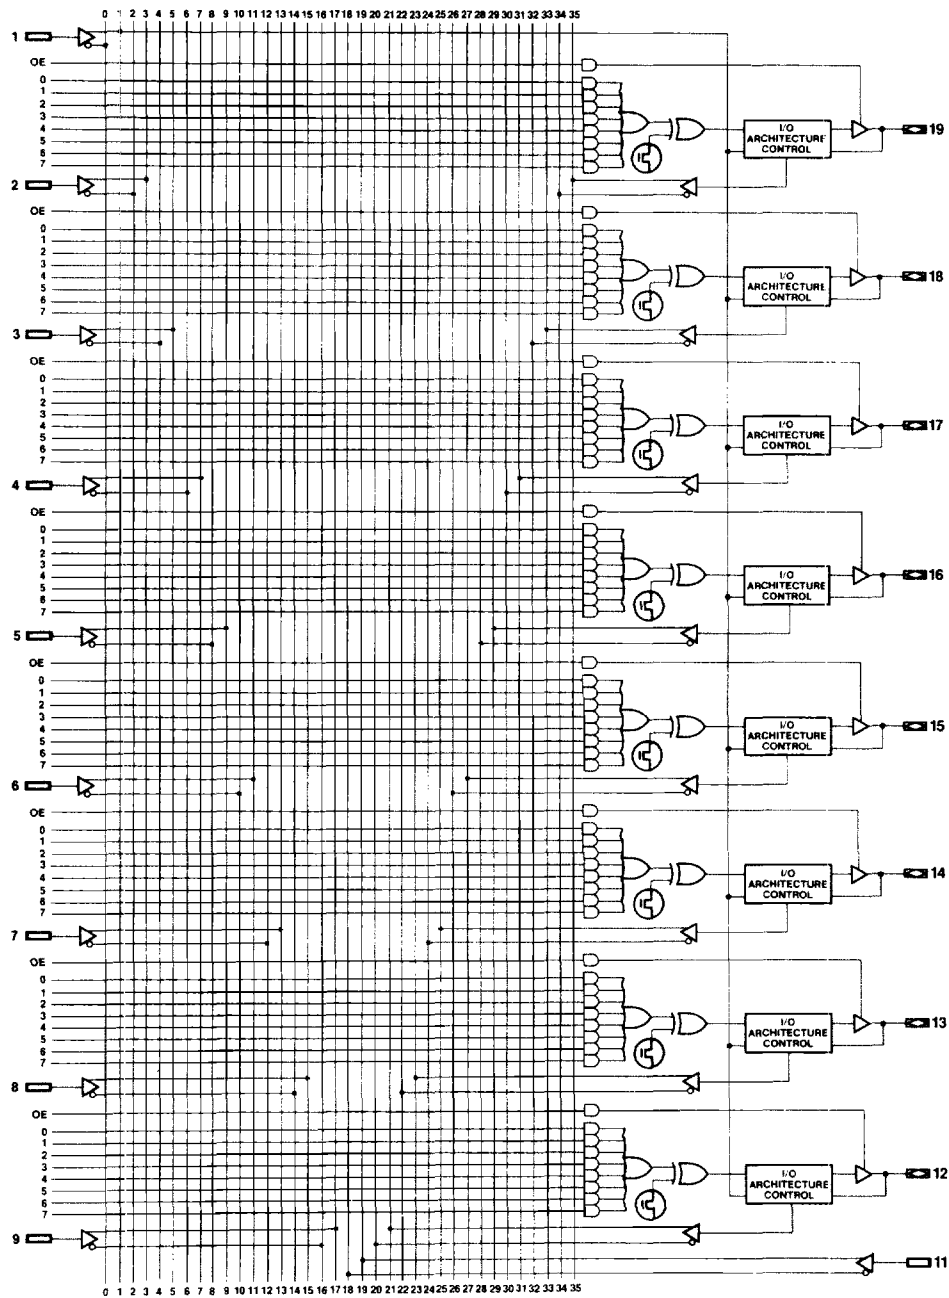 0 1 2 3 4 5 6 7 8 9 10 11 12 13 14 15 16 17 18 19 20 21 22 23 24 25 26 27 28 29 30 31 32 33 34 35
1
OE
0
1
2
3
4
5
6
7
I/O
ARCHITECTURE
CONTROL
19
2
OE
0
1
2
3
4
5
6
7
I/O
ARCHITECTURE
CONTROL
18
3
OE
0
1
2
3
4
5
6
7
I/O
ARCHITECTURE
CONTROL
17
4
OE
0
1
2
3
4
5
6
7
I/O
ARCHITECTURE
CONTROL
16
5
OE
0
1
2
3
4
5
6
7
I/O
ARCHITECTURE
CONTROL
15
6
OE
0
1
2
3
4
5
6
7
I/O
ARCHITECTURE
CONTROL
14
7
OE
0
1
2
3
4
5
6
7
I/O
ARCHITECTURE
CONTROL
13
8
OE
0
1
2
3
4
5
6
7
I/O
ARCHITECTURE
CONTROL
12
9
11
0 1 2 3 4 5 6 7 8 9 10 11 12 13 14 15 16 17 18 19 20 21 22 23 24 25 26 27 28 29 30 31 32 33 34 35